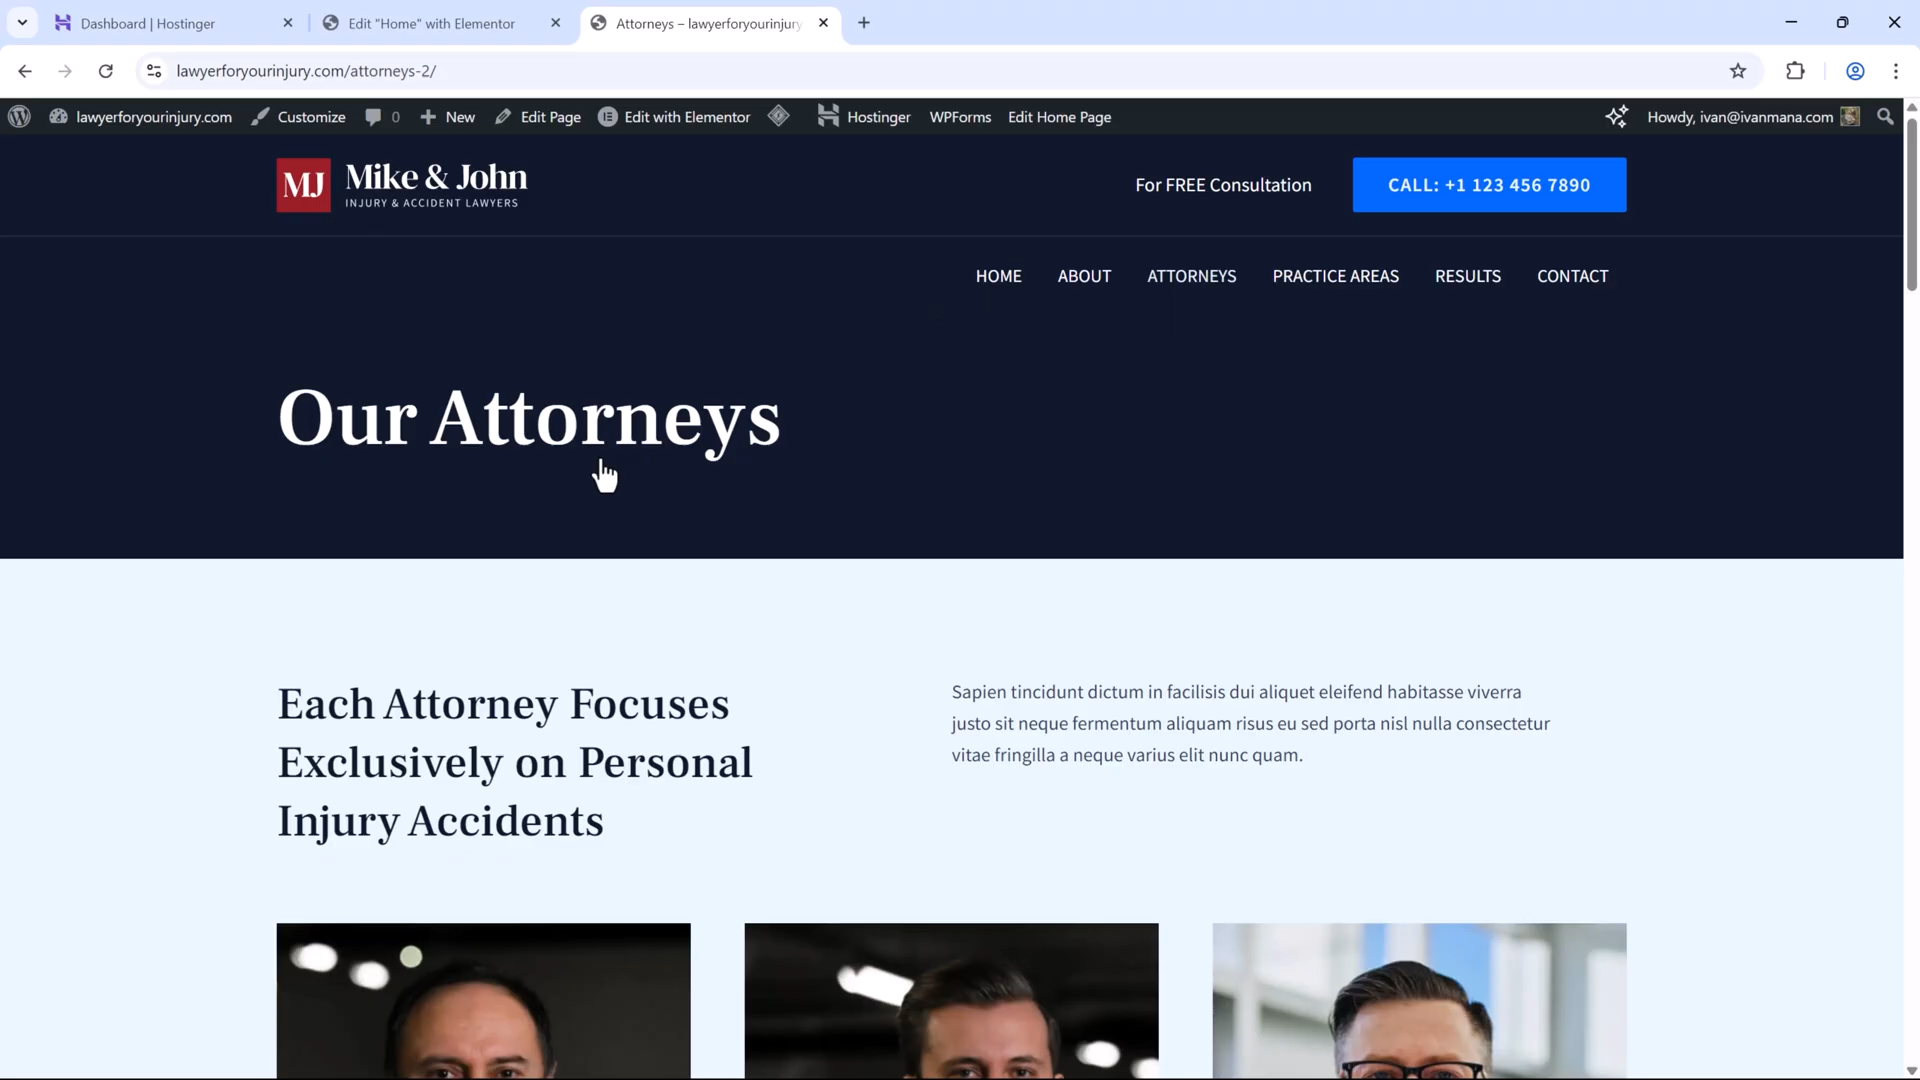 Dashboard | Hostinger
Edit "Home" with Elementor
Attorneys – lawyerforyourinjury
lawyerforyourinjury.com/attorneys-2/
lawyerforyourinjury.com
Customize
0
New
Edit Page
Edit with Elementor
Hostinger
WPForms
Edit Home Page
Howdy, ivan@ivanmana.com
MJ
Mike & John
INJURY & ACCIDENT LAWYERS
For FREE Consultation
CALL: +1 123 456 7890
HOME
ABOUT
ATTORNEYS
PRACTICE AREAS
RESULTS
CONTACT
Our Attorneys
Each Attorney Focuses
Exclusively on Personal
Injury Accidents
Sapien tincidunt dictum in facilisis dui aliquet eleifend habitasse viverra
justo sit neque fermentum aliquam risus eu sed porta nisl nulla consectetur
vitae fringilla a neque varius elit nunc quam.